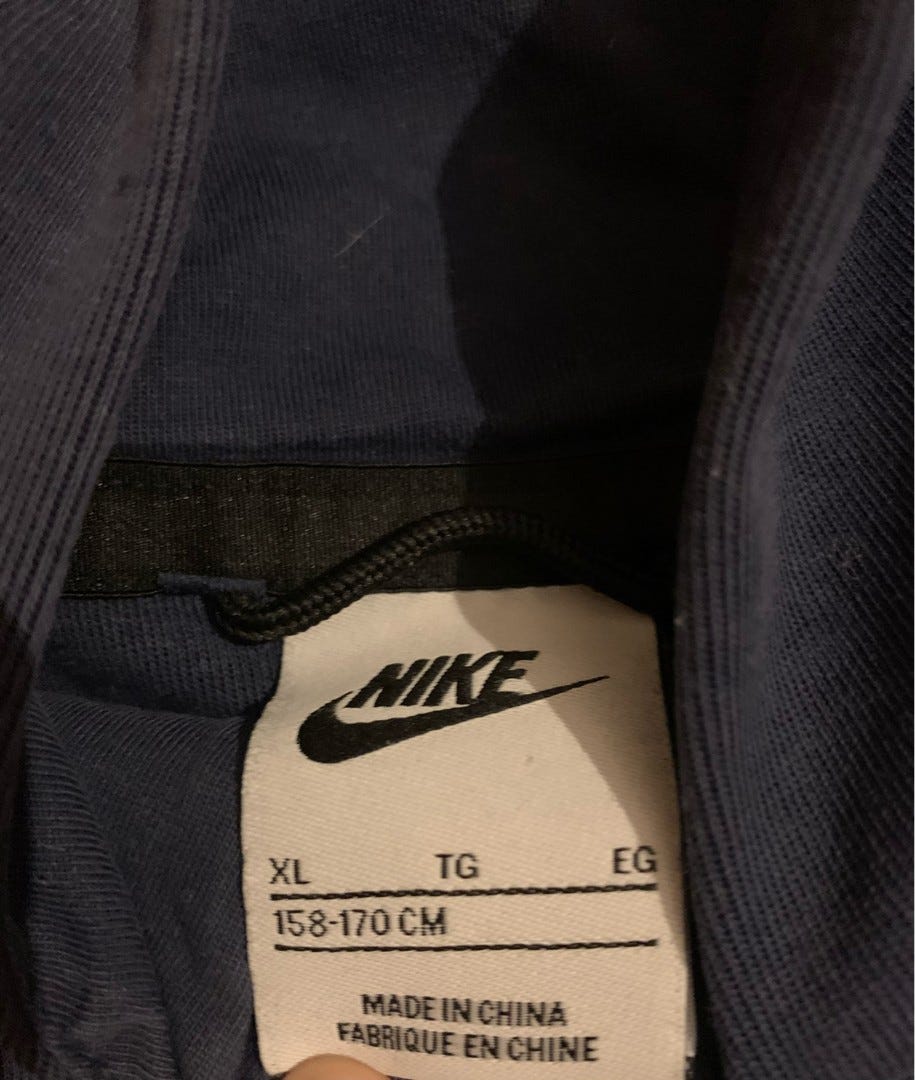 NIKE
XL TG EG
158-170 CM
MADE IN CHINA
FABRIQUE EN CHINE